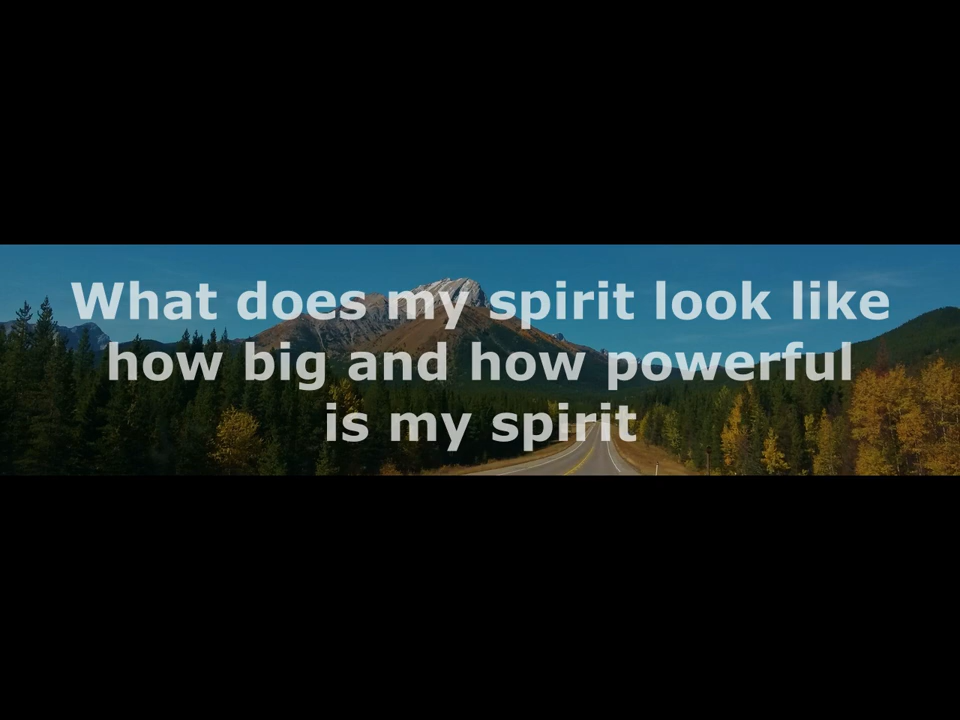 What does my spirit look like
how big and how powerful
is my spirit